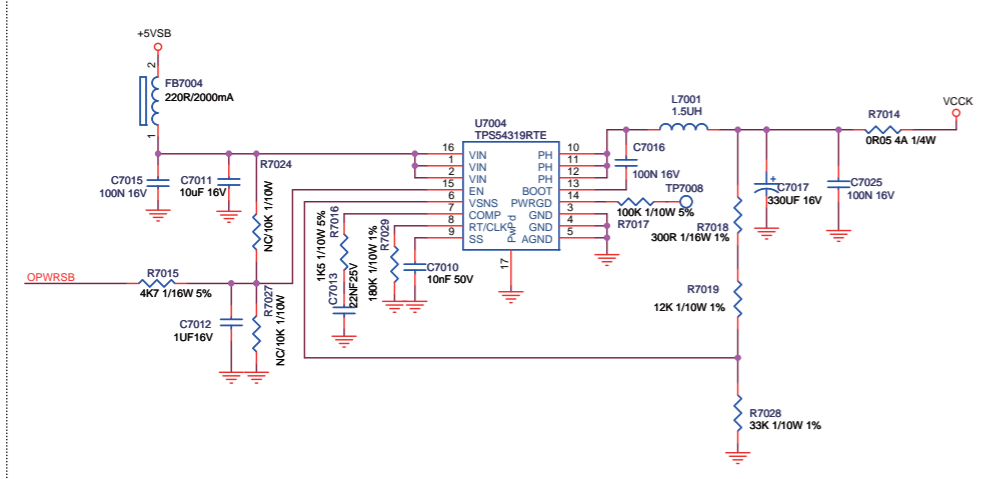 +5VSB
2
FB7004
220R/2000mA
1
C7015
100N 16V
C7011
10uF 16V
R7024
NC/10K 1/10W
OPWRSB
R7015
4K7 1/16W 5%
C7012
1UF16V
R7027
NC/10K 1/10W
R7016
1K5 1/10W 5%
C7013
22NF25V
R7029
180K 1/10W 1%
C7010
10nF 50V
U7004
TPS54319RTE
16 VIN PH 10
1 VIN PH 11
2 VIN PH 12
15 EN BOOT 13
6 VSNS PWRGD 14
7 COMP GND 3
8 RT/CLK GND 4
9 SS AGND 5
PwPd
17
C7016
100N 16V
L7001
1.5UH
TP7008
100K 1/10W 5%
R7017
R7014
0R05 4A 1/4W
VCCK
C7017
330UF 16V
+
C7025
100N 16V
R7018
300R 1/16W 1%
R7019
12K 1/10W 1%
R7028
33K 1/10W 1%